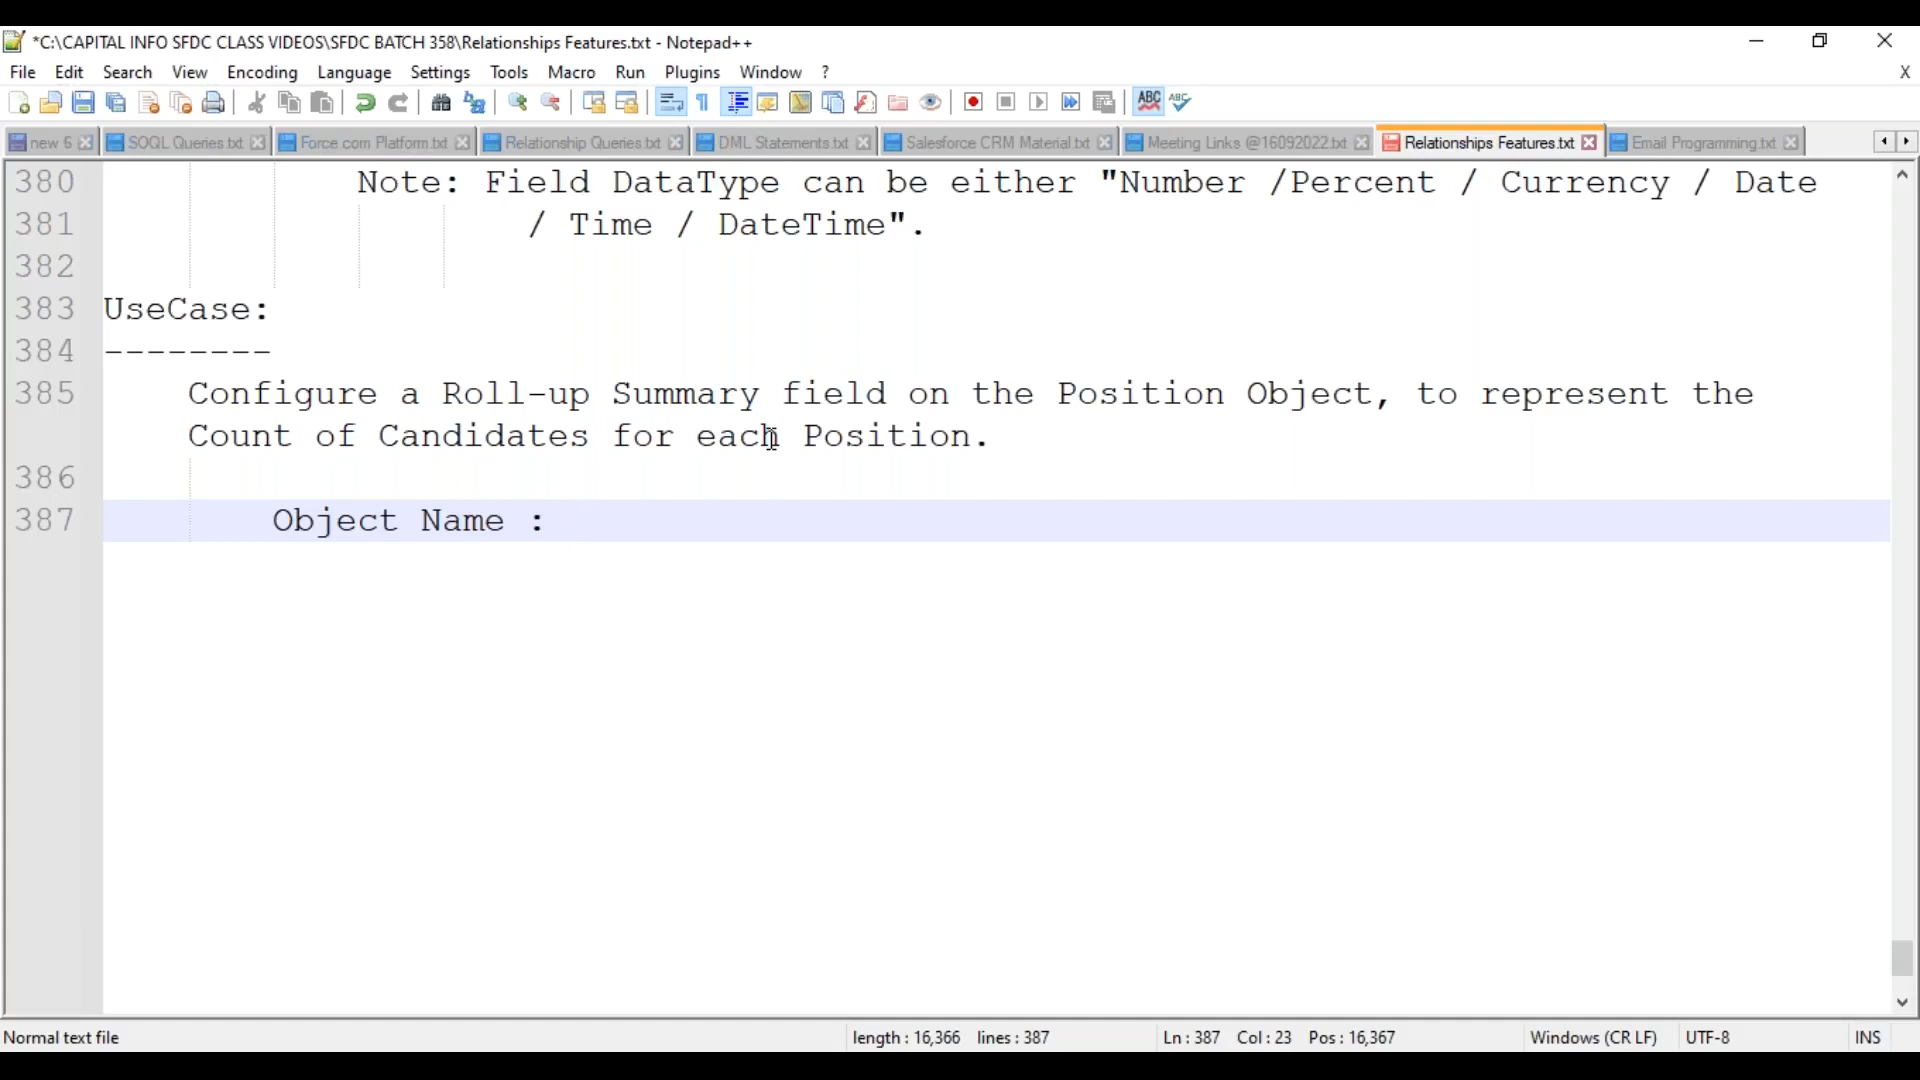 *C:\CAPITAL INFO SFDC CLASS VIDEOS\SFDC BATCH 358\Relationships Features.txt - Notepad++
File Edit Search View Encoding Language Settings Tools Macro Run Plugins Window ? X
new 6 SOQL Queries.txt Force com Platform.txt Relationship Queries.txt DML Statements.txt Salesforce CRM Material.txt Meeting Links @16092022.txt Relationships Features.txt Email Programming.txt
380 Note: Field DataType can be either "Number /Percent / Currency / Date
381 / Time / DateTime".
382
383 UseCase:
384 --------
385 Configure a Roll-up Summary field on the Position Object, to represent the
Count of Candidates for each Position.
386
387 Object Name :
Normal text file length : 16,366 lines : 387 Ln : 387 Col : 23 Pos : 16,367 Windows (CR LF) UTF-8 INS